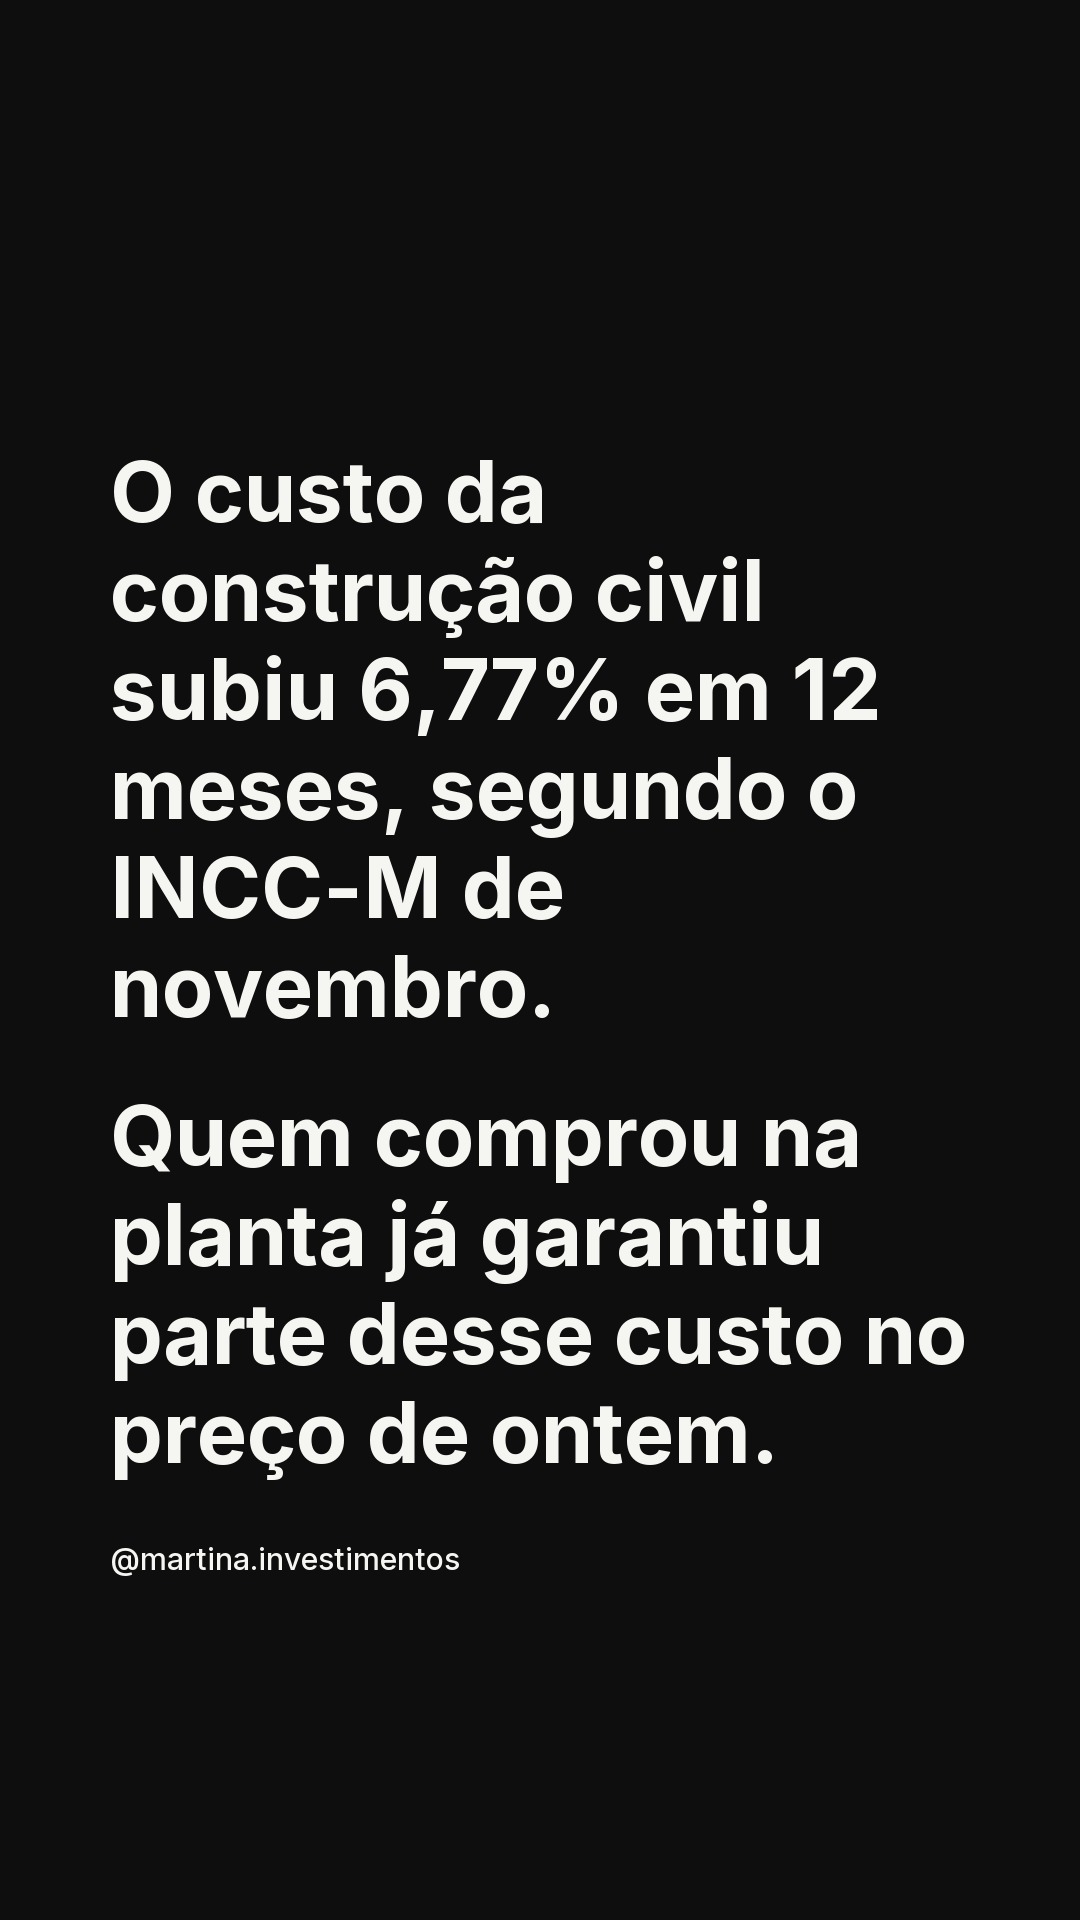 O custo da
construção civil
subiu 6,77% em 12
meses, segundo o
INCC-M de
novembro.
Quem comprou na
planta já garantiu
parte desse custo no
preço de ontem.
@martina.investimentos